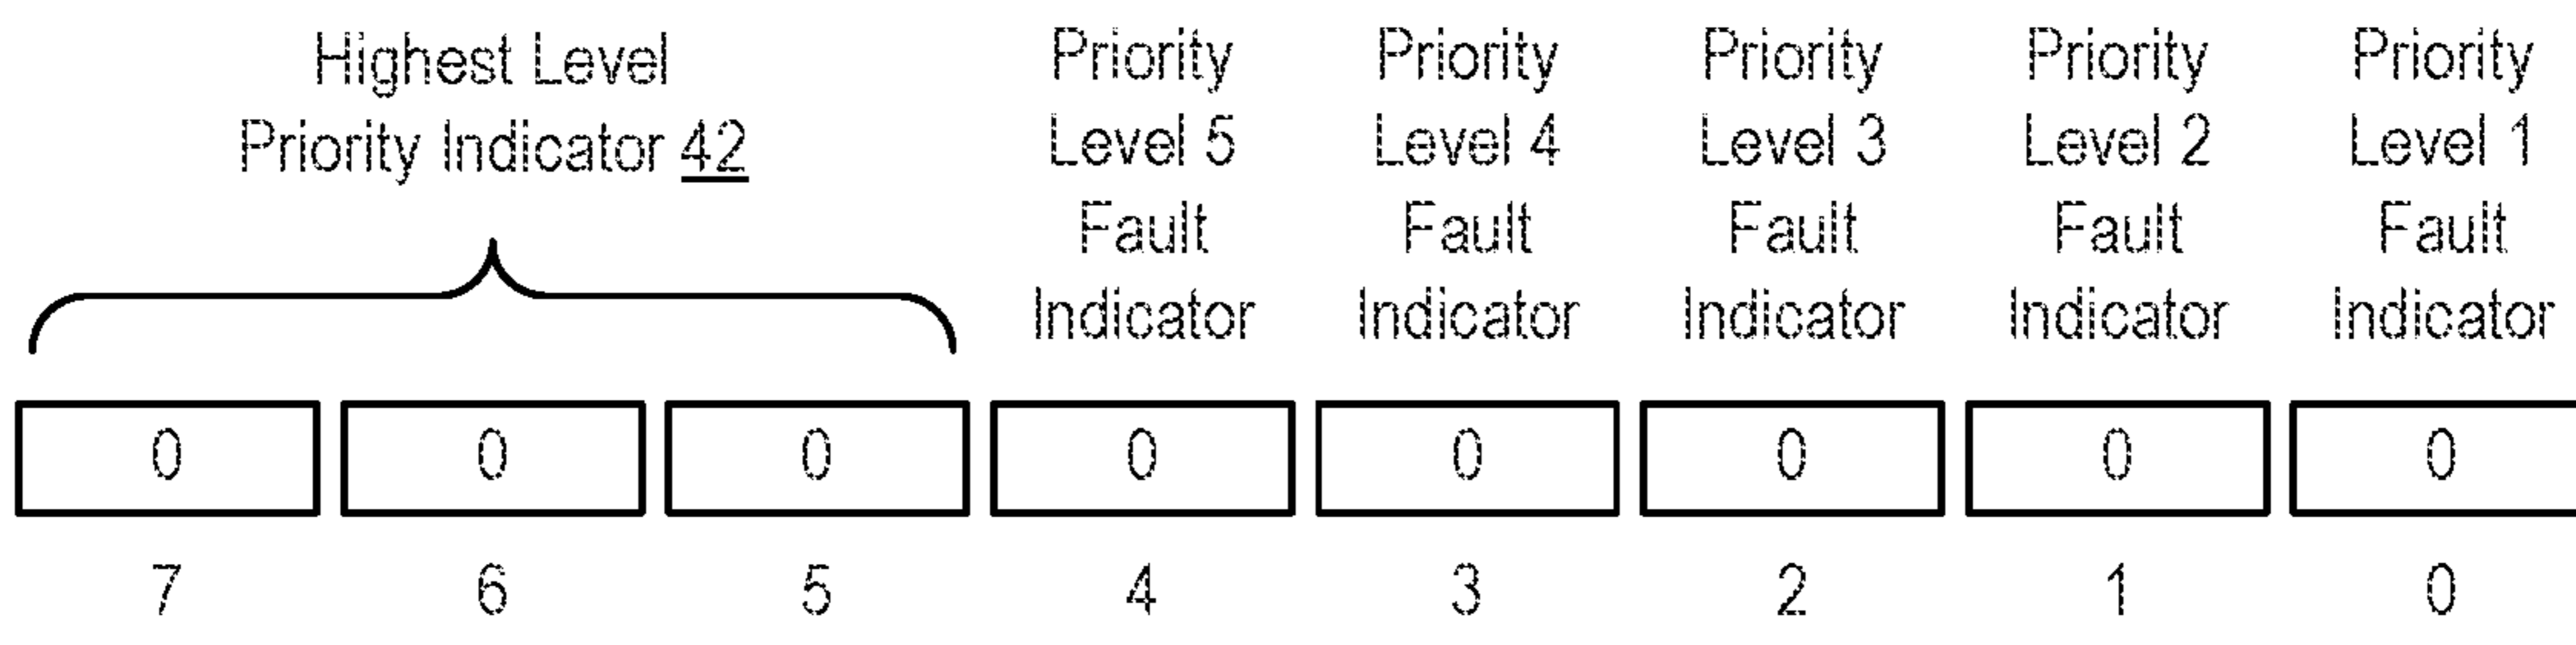 Highest Level
Priority Indicator 42
Priority
Level 5
Fault
Indicator
Priority
Level 4
Fault
Indicator
Priority
Level 3
Fault
Indicator
Priority
Level 2
Fault
Indicator
Priority
Level 1
Fault
Indicator
0 0 0 0 0 0 0 0
7 6 5 4 3 2 1 0